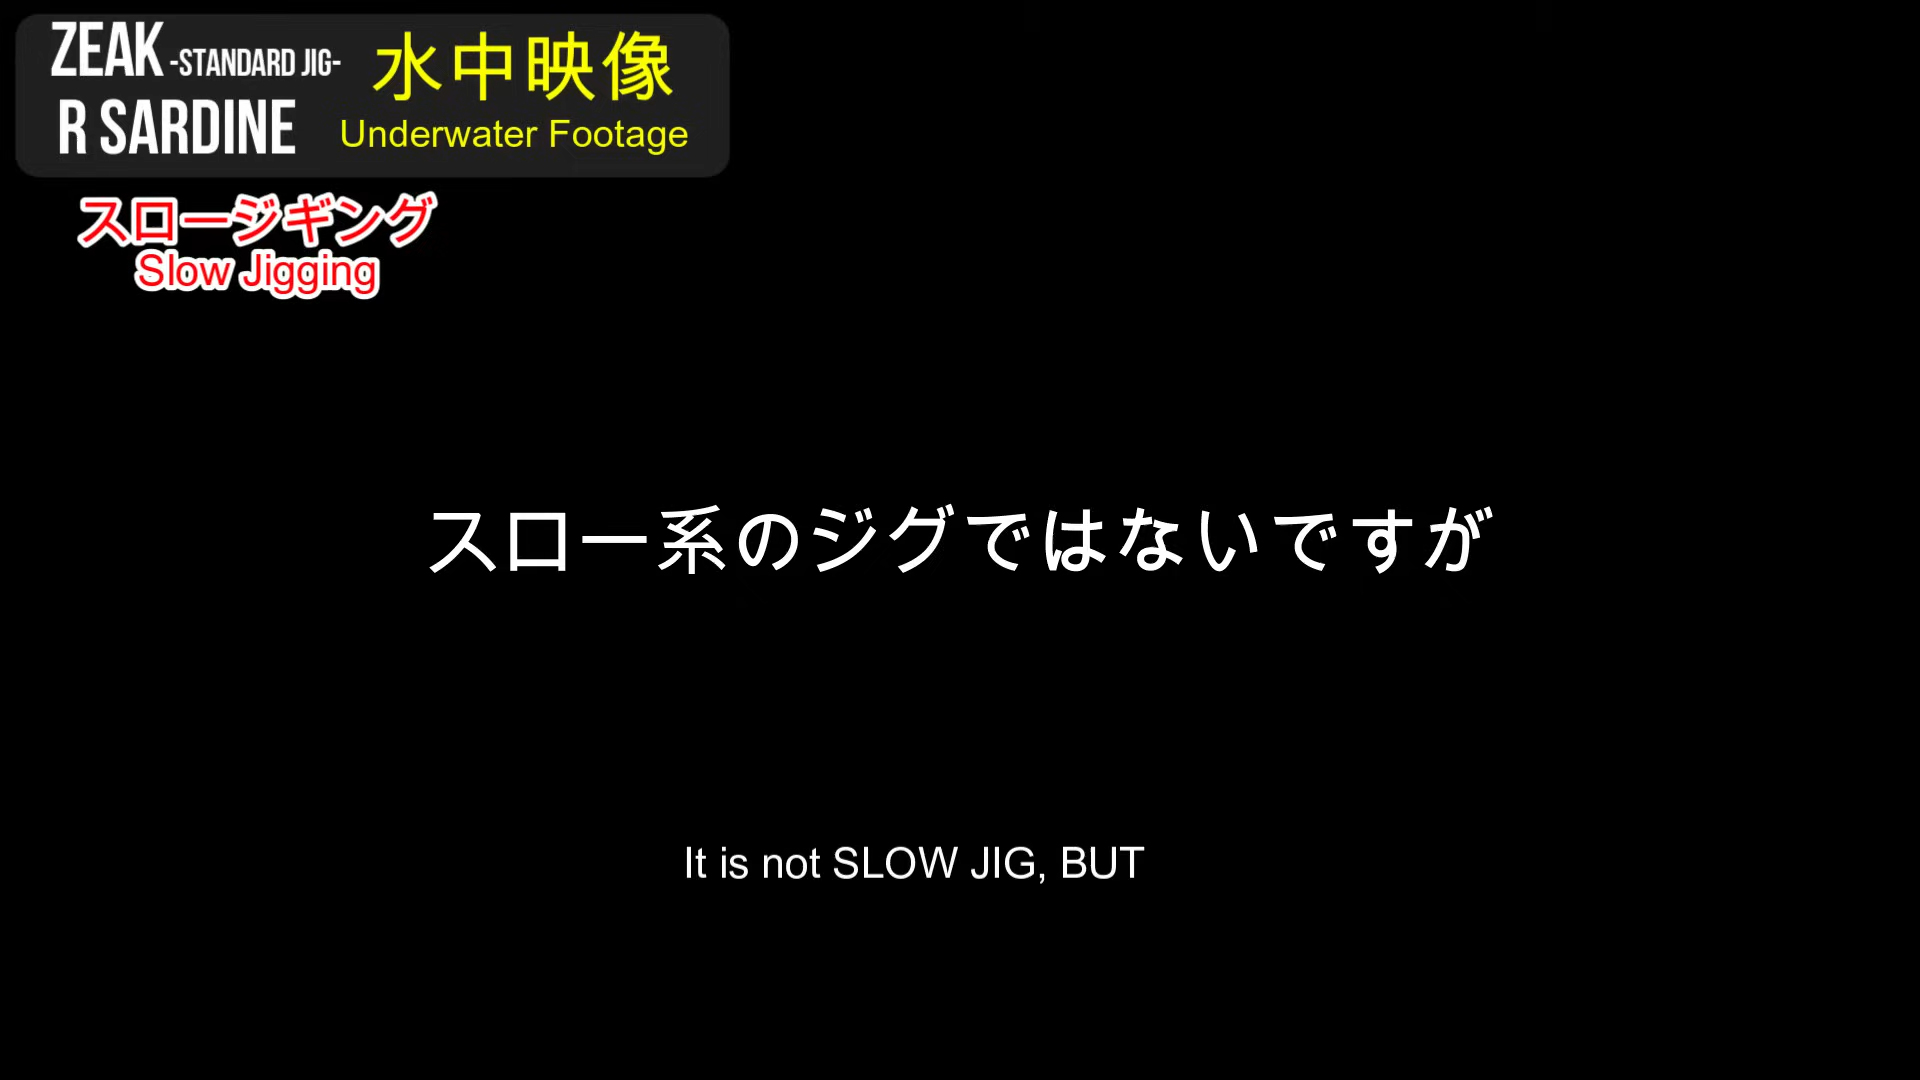 ZEAK -STANDARD JIG-
R SARDINE
水中映像
Underwater Footage
スロージギング
Slow Jigging
スロー系のジグではないですが
It is not SLOW JIG, BUT